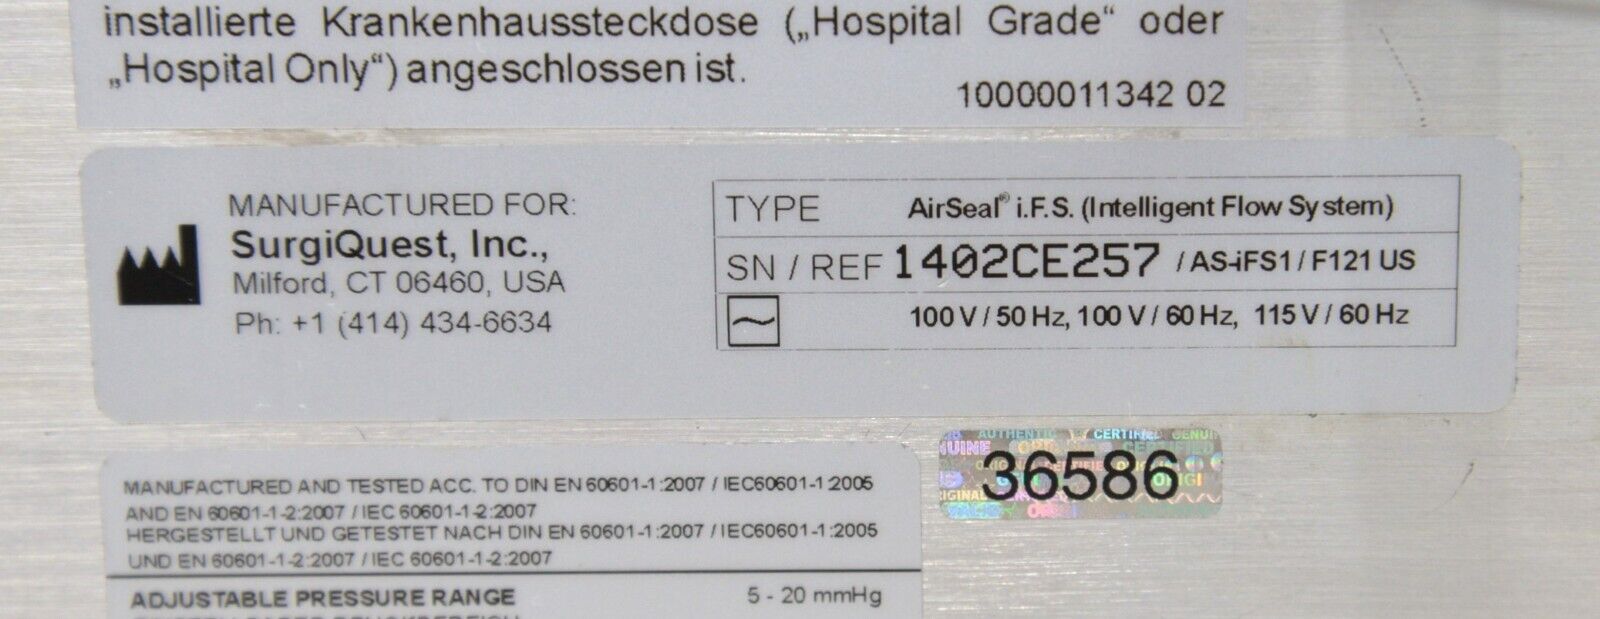 installierte Krankenhaussteckdose („Hospital Grade“ oder
„Hospital Only“) angeschlossen ist.
10000011342 02
MANUFACTURED FOR:
SurgiQuest, Inc.,
Milford, CT 06460, USA
Ph: +1 (414) 434-6634
TYPE AirSeal® i.F.S. (Intelligent Flow System)
SN / REF 1402CE257 / AS-iFS1 / F121 US
100 V / 50 Hz, 100 V / 60 Hz, 115 V / 60 Hz
AUTHENTIC CERTIFIED GENUI
36586
MANUFACTURED AND TESTED ACC. TO DIN EN 60601-1:2007 / IEC60601-1:2005
AND EN 60601-1-2:2007 / IEC 60601-1-2:2007
HERGESTELLT UND GETESTET NACH DIN EN 60601-1:2007 / IEC60601-1:2005
UND EN 60601-1-2:2007 / IEC 60601-1-2:2007
ADJUSTABLE PRESSURE RANGE 5 - 20 mmHg